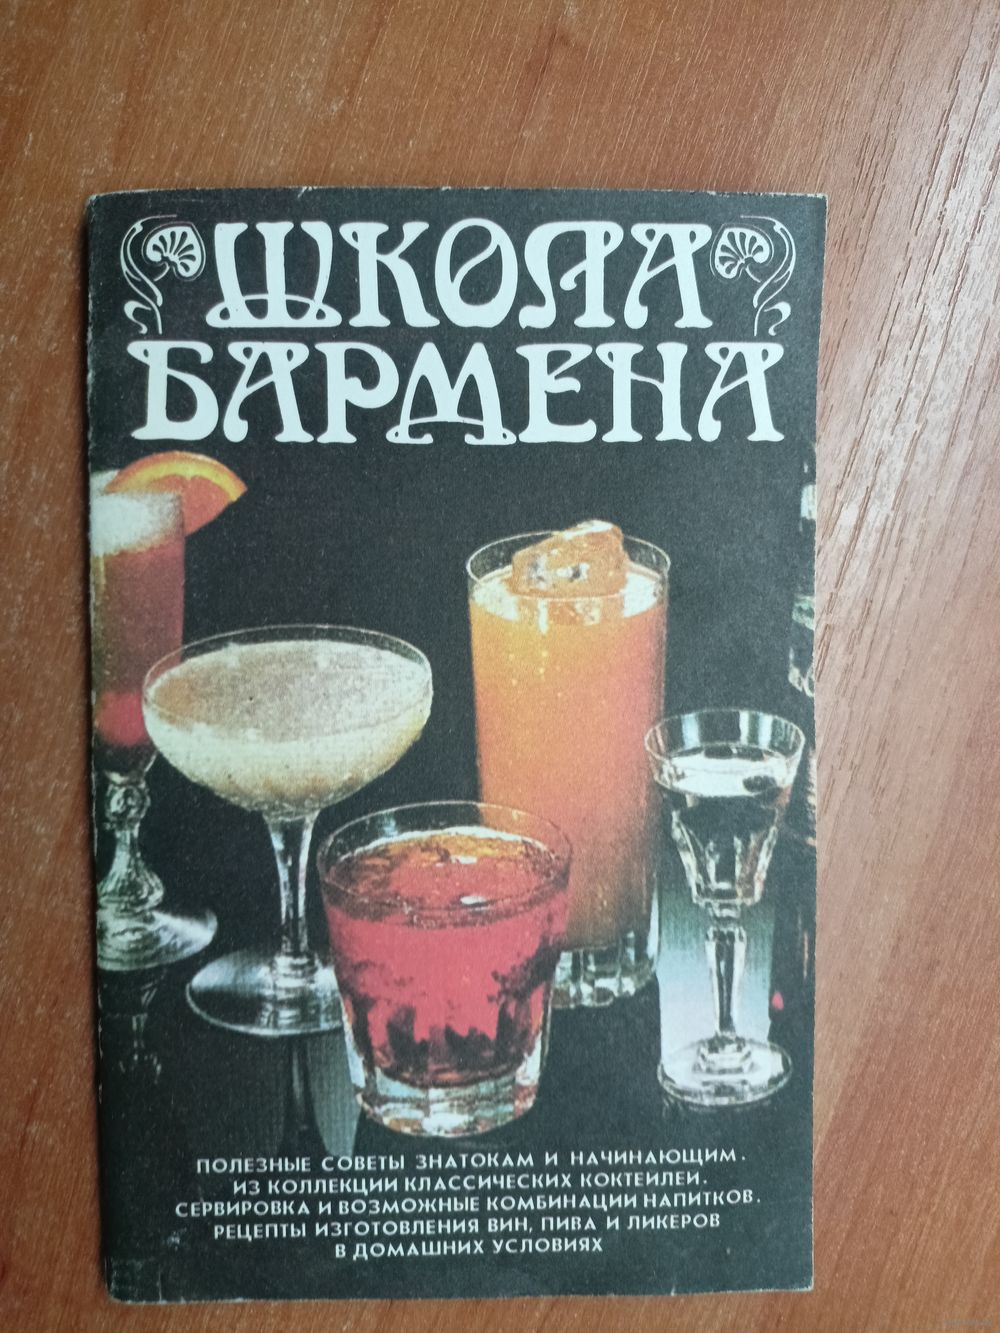 ШКОЛА
БАРМЕНА
ПОЛЕЗНЫЕ СОВЕТЫ ЗНАТОКАМ И НАЧИНАЮЩИМ.
ИЗ КОЛЛЕКЦИИ КЛАССИЧЕСКИХ КОКТЕИЛЕЙ.
СЕРВИРОВКА И ВОЗМОЖНЫЕ КОМБИНАЦИИ НАПИТКОВ.
РЕЦЕПТЫ ИЗГОТОВЛЕНИЯ ВИН, ПИВА И ЛИКЕРОВ
В ДОМАШНИХ УСЛОВИЯХ